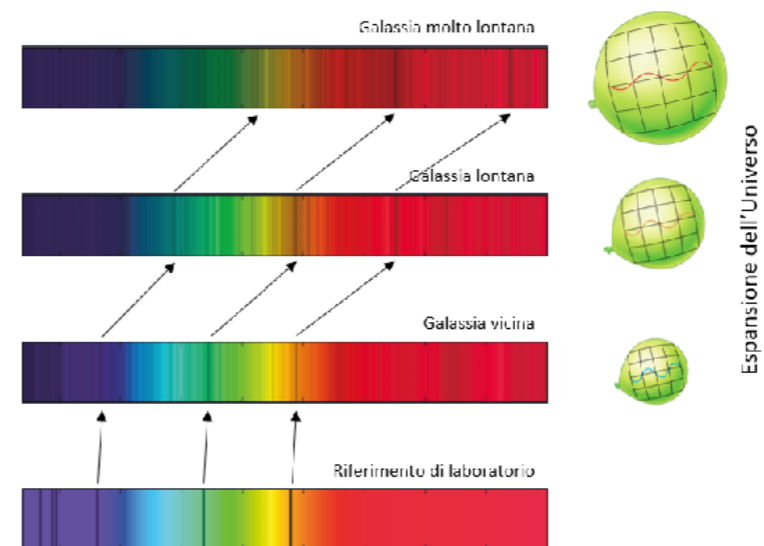 Galassia molto lontana
Galassia lontana
Galassia vicina
Riferimento di laboratorio
Espansione dell'Universo